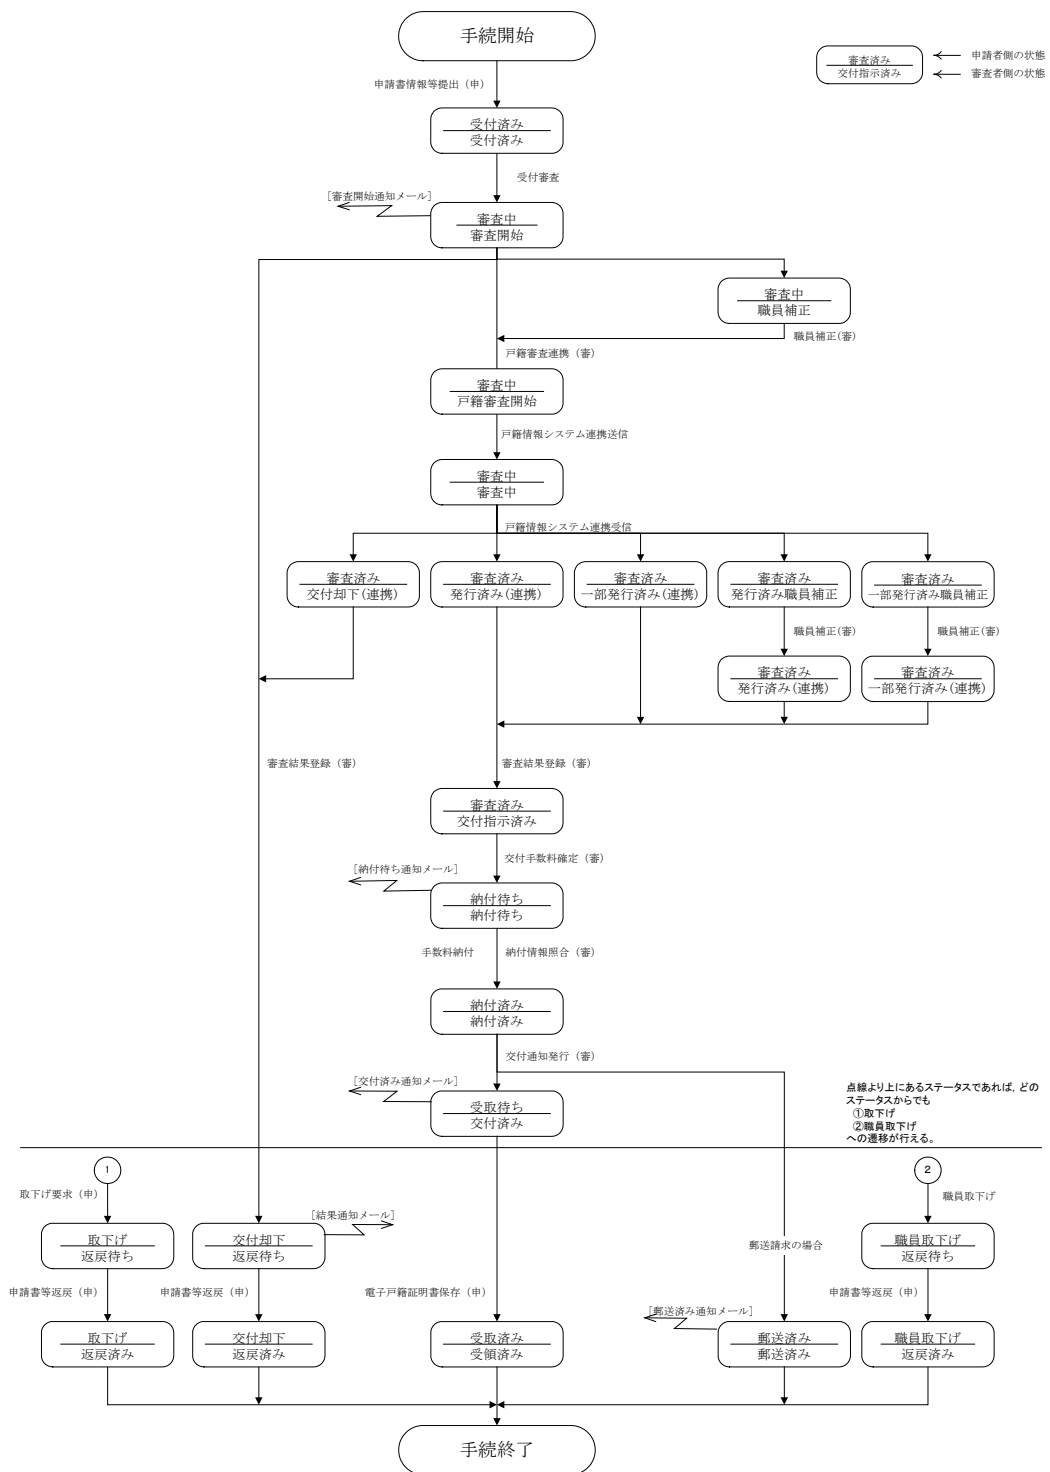 手続開始
審査済み
交付指示済み
申請者側の状態
審査者側の状態
申請書情報等提出（申）
受付済み
受付済み
受付審査
[審査開始通知メール]
審査中
審査開始
審査中
職員補正
職員補正(審)
戸籍審査連携（審）
審査中
戸籍審査開始
戸籍情報システム連携送信
審査中
審査中
戸籍情報システム連携受信
審査済み
交付却下(連携)
審査済み
発行済み(連携)
審査済み
一部発行済み(連携)
審査済み
発行済み職員補正
審査済み
一部発行済み職員補正
職員補正(審)
職員補正(審)
審査済み
発行済み(連携)
審査済み
一部発行済み(連携)
審査結果登録（審）
審査結果登録（審）
審査済み
交付指示済み
交付手数料確定（審）
[納付待ち通知メール]
納付待ち
納付待ち
手数料納付
納付情報照合（審）
納付済み
納付済み
交付通知発行（審）
[交付済み通知メール]
受取待ち
交付済み
点線より上にあるステータスであれば，どの
ステータスからでも
①取下げ
②職員取下げ
への遷移が行える。
1
2
取下げ要求（申）
職員取下げ
[結果通知メール]
取下げ
返戻待ち
交付却下
返戻待ち
郵送請求の場合
職員取下げ
返戻待ち
申請書等返戻（申）
申請書等返戻（申）
電子戸籍証明書保存（申）
申請書等返戻（申）
[郵送済み通知メール]
取下げ
返戻済み
交付却下
返戻済み
受取済み
受領済み
郵送済み
郵送済み
職員取下げ
返戻済み
手続終了